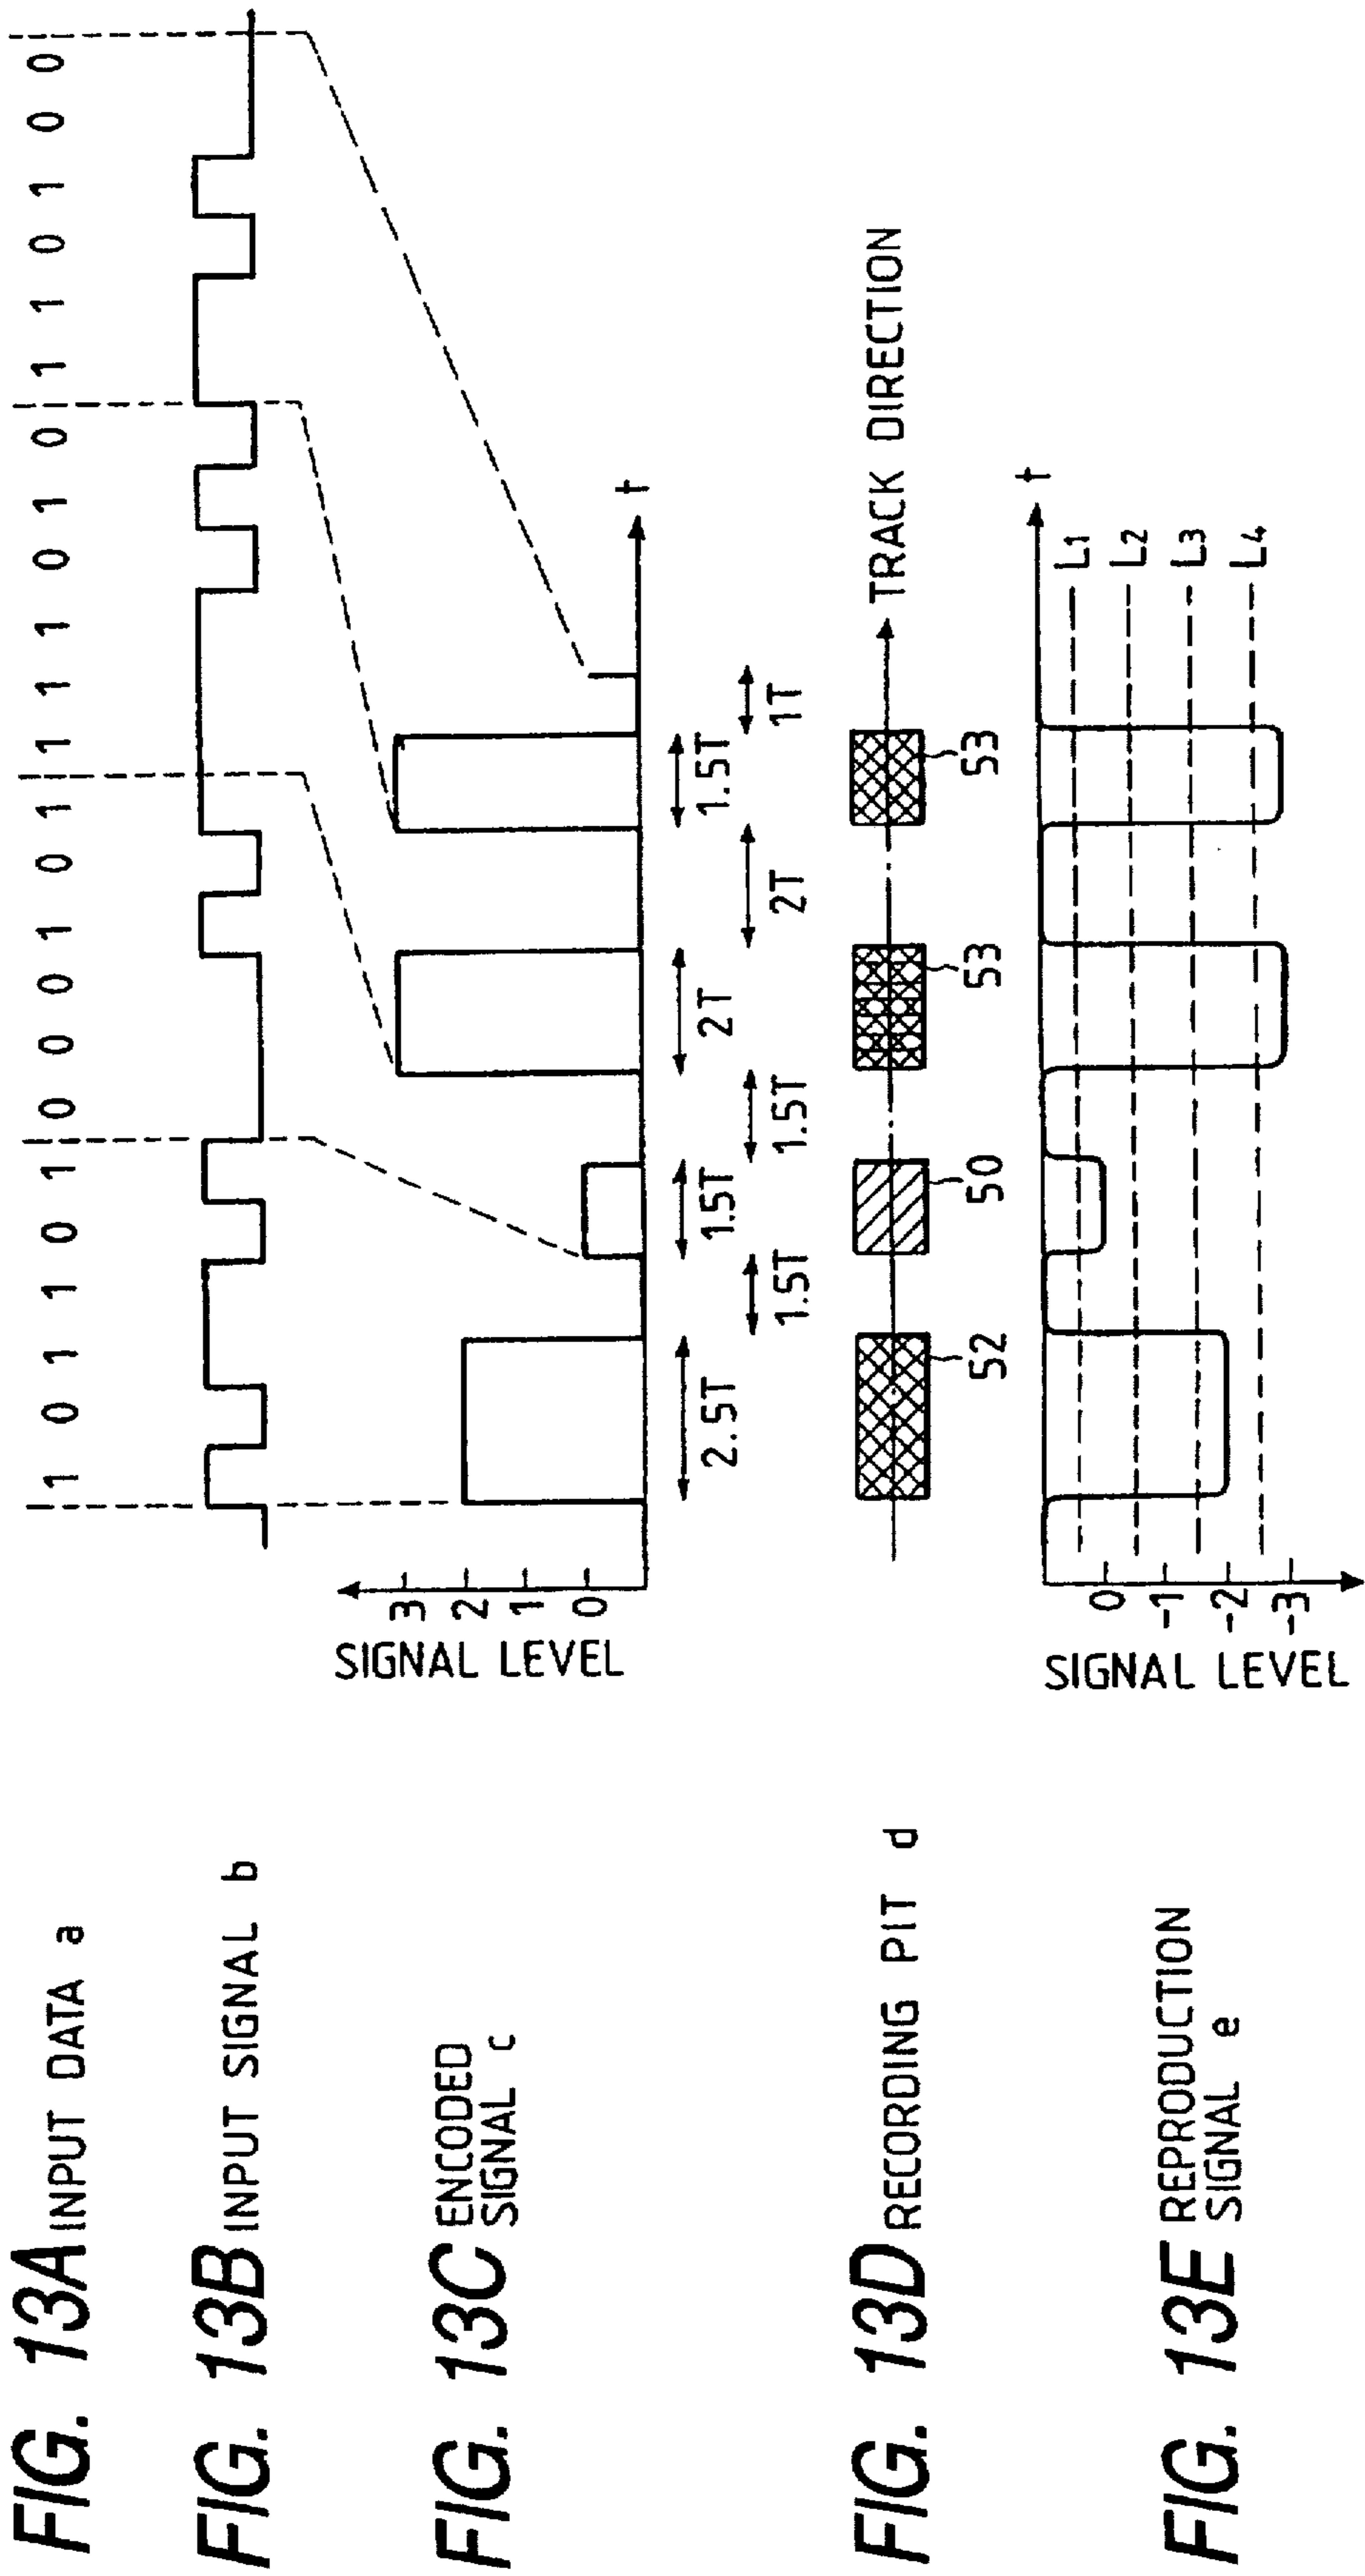 FIG. 13A INPUT DATA a
1 0 1 1 0 1 0 0 0 1 0 1 1 1 1 0 1 0 1 1 0 1 0 0
FIG. 13B INPUT SIGNAL b
FIG. 13C ENCODED
SIGNAL c
SIGNAL LEVEL
3
2
1
0
t
2.5T 1.5T 2T 1.5T
1.5T 1.5T 2T 1T
FIG. 13D RECORDING PIT d
TRACK DIRECTION
52 50 53 53
FIG. 13E REPRODUCTION
SIGNAL e
SIGNAL LEVEL
t
0
-1
-2
-3
L1
L2
L3
L4